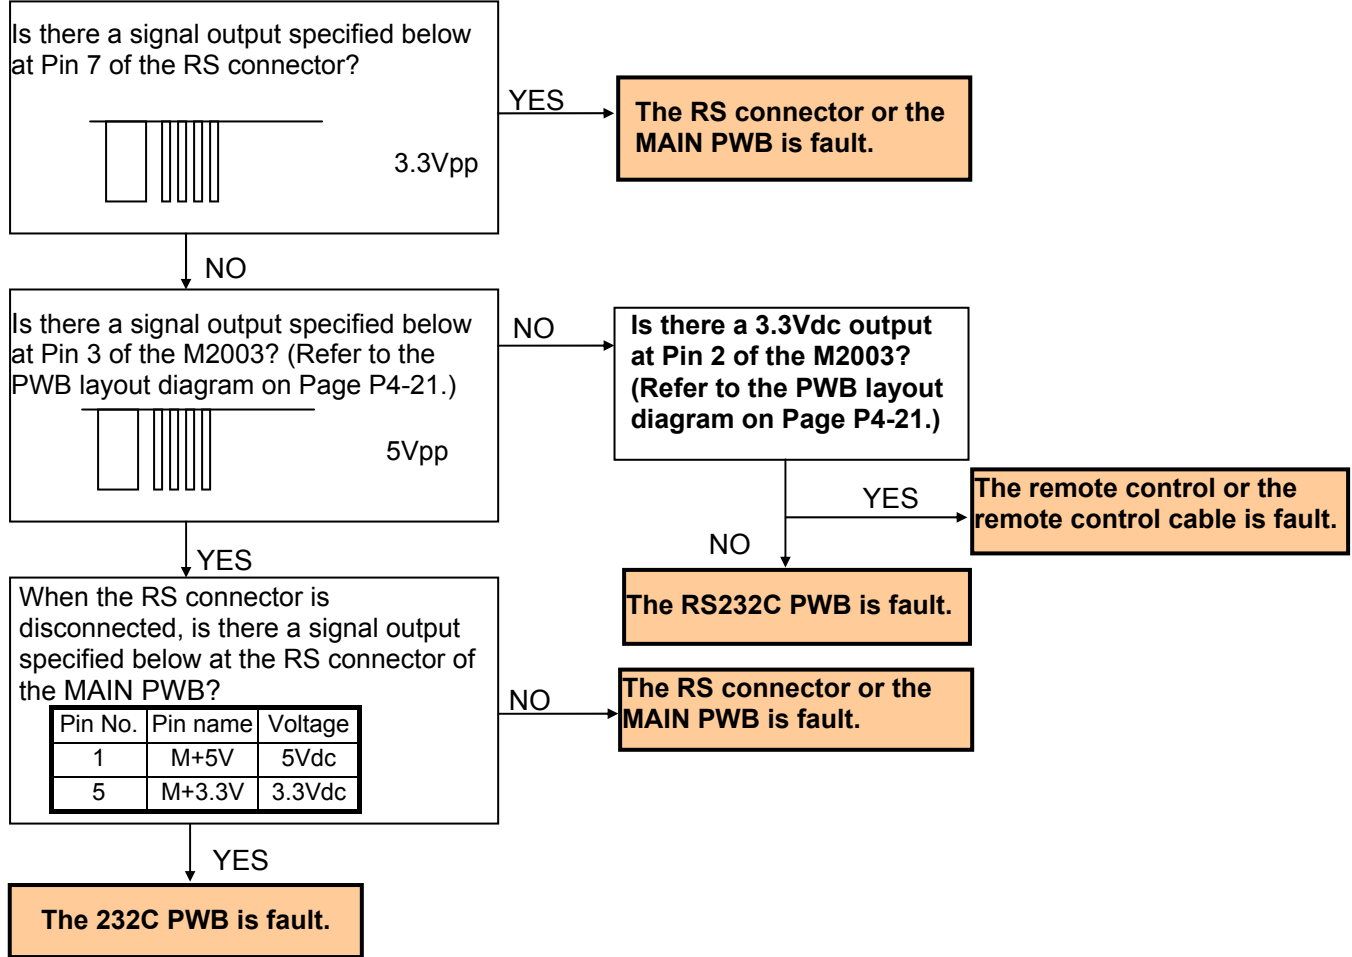 Is there a signal output specified below
at Pin 7 of the RS connector?
3.3Vpp
YES
The RS connector or the
MAIN PWB is fault.
NO
Is there a signal output specified below
at Pin 3 of the M2003? (Refer to the
PWB layout diagram on Page P4-21.)
5Vpp
NO
Is there a 3.3Vdc output
at Pin 2 of the M2003?
(Refer to the PWB layout
diagram on Page P4-21.)
YES
The remote control or the
remote control cable is fault.
NO
The RS232C PWB is fault.
YES
When the RS connector is
disconnected, is there a signal output
specified below at the RS connector of
the MAIN PWB?
Pin No. Pin name Voltage
1 M+5V 5Vdc
5 M+3.3V 3.3Vdc
NO
The RS connector or the
MAIN PWB is fault.
YES
The 232C PWB is fault.